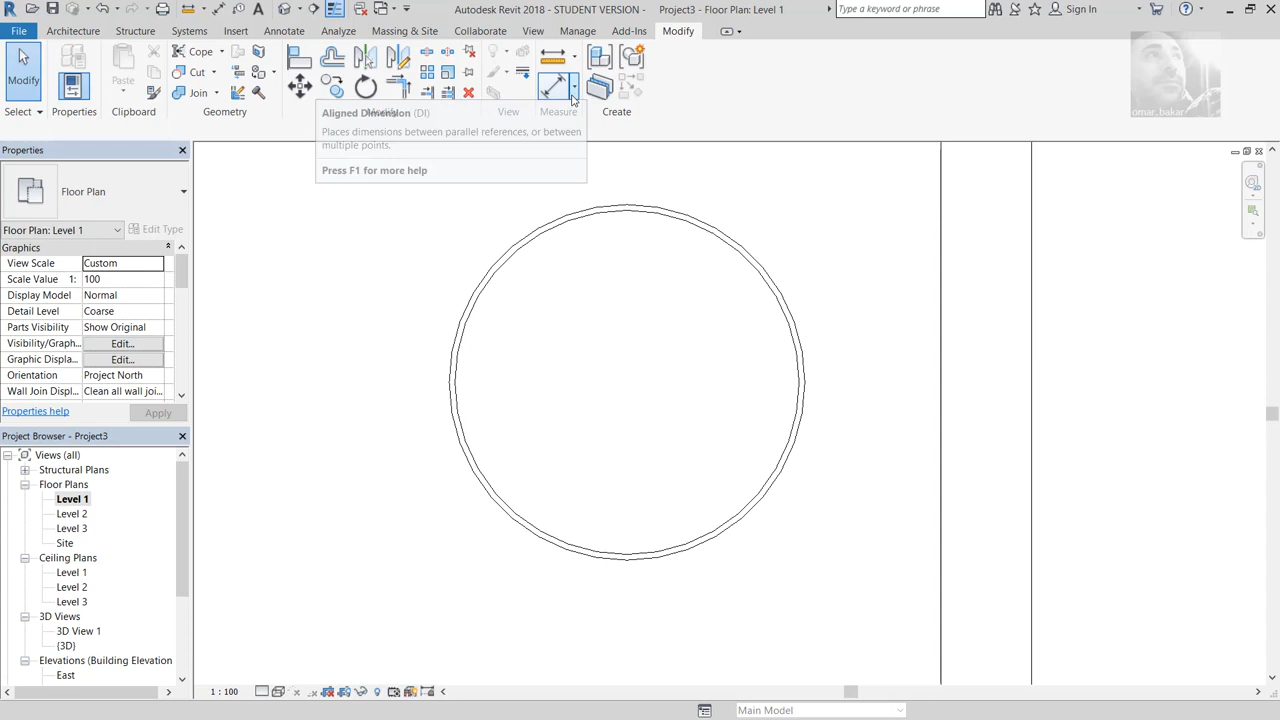 Autodesk Revit 2018 - STUDENT VERSION - Project3 - Floor Plan: Level 1
Type a keyword or phrase
Sign In
File Architecture Structure Systems Insert Annotate Analyze Massing & Site Collaborate View Manage Add-Ins Modify
Modify
Paste
Cope
Cut
Join
Select Properties Clipboard Geometry Modify View Measure Create
Aligned Dimension (DI)
Places dimensions between parallel references, or between
multiple points.
Press F1 for more help
omar_bakar
Properties
Floor Plan
Floor Plan: Level 1 Edit Type
Graphics
View Scale Custom
Scale Value 1: 100
Display Model Normal
Detail Level Coarse
Parts Visibility Show Original
Visibility/Graph... Edit...
Graphic Displa... Edit...
Orientation Project North
Wall Join Displ... Clean all wall joi...
Properties help Apply
Project Browser - Project3
Views (all)
Structural Plans
Floor Plans
Level 1
Level 2
Level 3
Site
Ceiling Plans
Level 1
Level 2
Level 3
3D Views
3D View 1
{3D}
Elevations (Building Elevation
East
1 : 100
Main Model